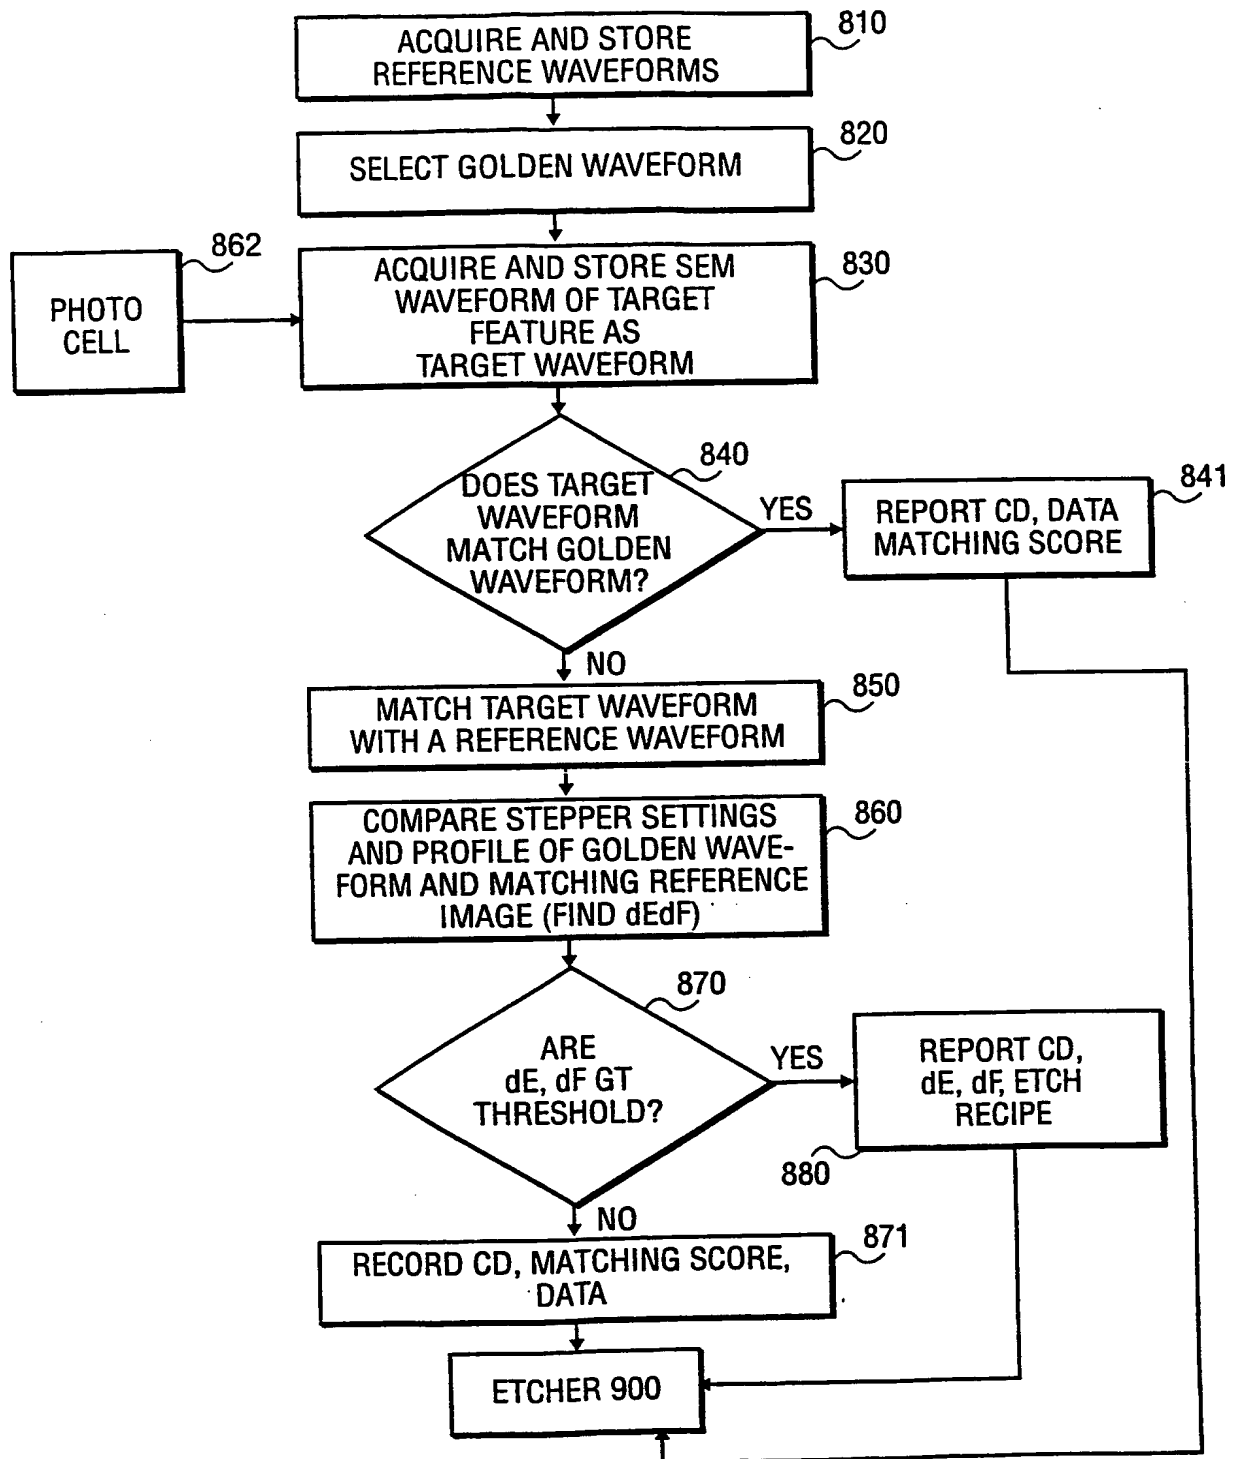 810
ACQUIRE AND STORE
REFERENCE WAVEFORMS
820
SELECT GOLDEN WAVEFORM
862
PHOTO
CELL
830
ACQUIRE AND STORE SEM
WAVEFORM OF TARGET
FEATURE AS
TARGET WAVEFORM
840
DOES TARGET
WAVEFORM
MATCH GOLDEN
WAVEFORM?
YES
841
REPORT CD, DATA
MATCHING SCORE
NO
850
MATCH TARGET WAVEFORM
WITH A REFERENCE WAVEFORM
860
COMPARE STEPPER SETTINGS
AND PROFILE OF GOLDEN WAVE-
FORM AND MATCHING REFERENCE
IMAGE (FIND dEdF)
870
ARE
dE, dF GT
THRESHOLD?
YES
REPORT CD,
dE, dF, ETCH
RECIPE
880
NO
871
RECORD CD, MATCHING SCORE,
DATA
ETCHER 900